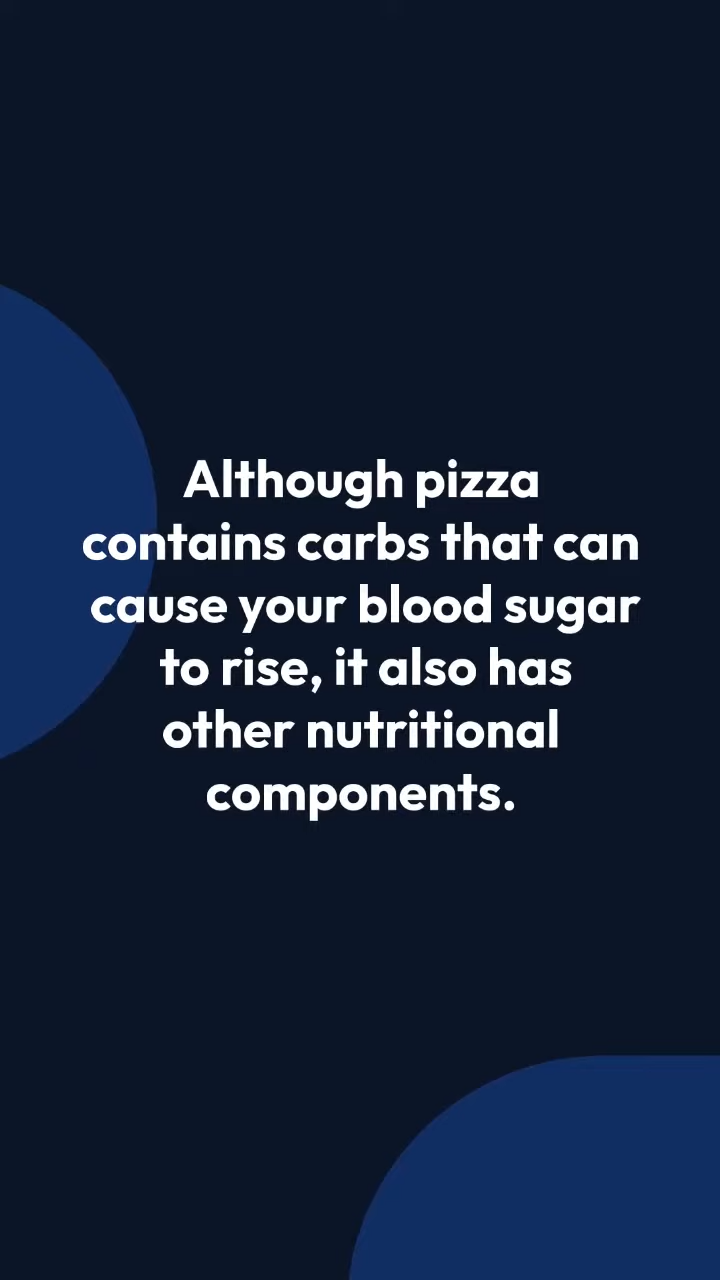 Although pizza
contains carbs that can
cause your blood sugar
to rise, it also has
other nutritional
components.